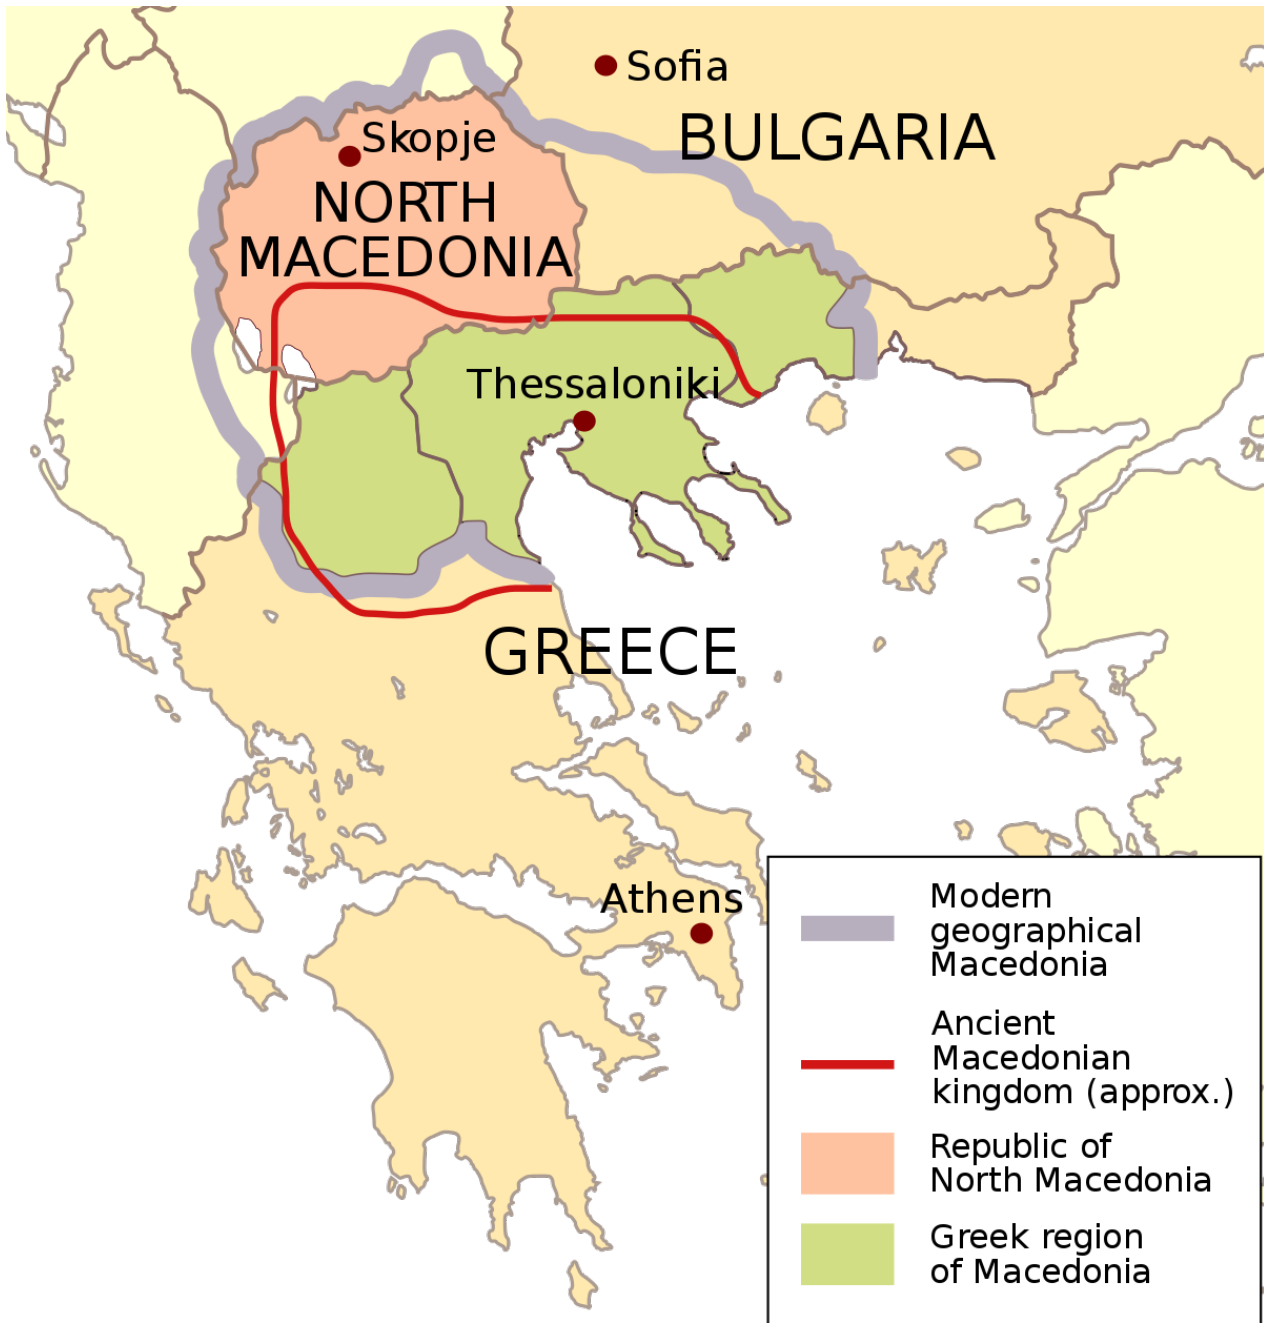 Sofia
BULGARIA
Skopje
NORTH
MACEDONIA
Thessaloniki
GREECE
Athens
Modern
geographical
Macedonia
Ancient
Macedonian
kingdom (approx.)
Republic of
North Macedonia
Greek region
of Macedonia